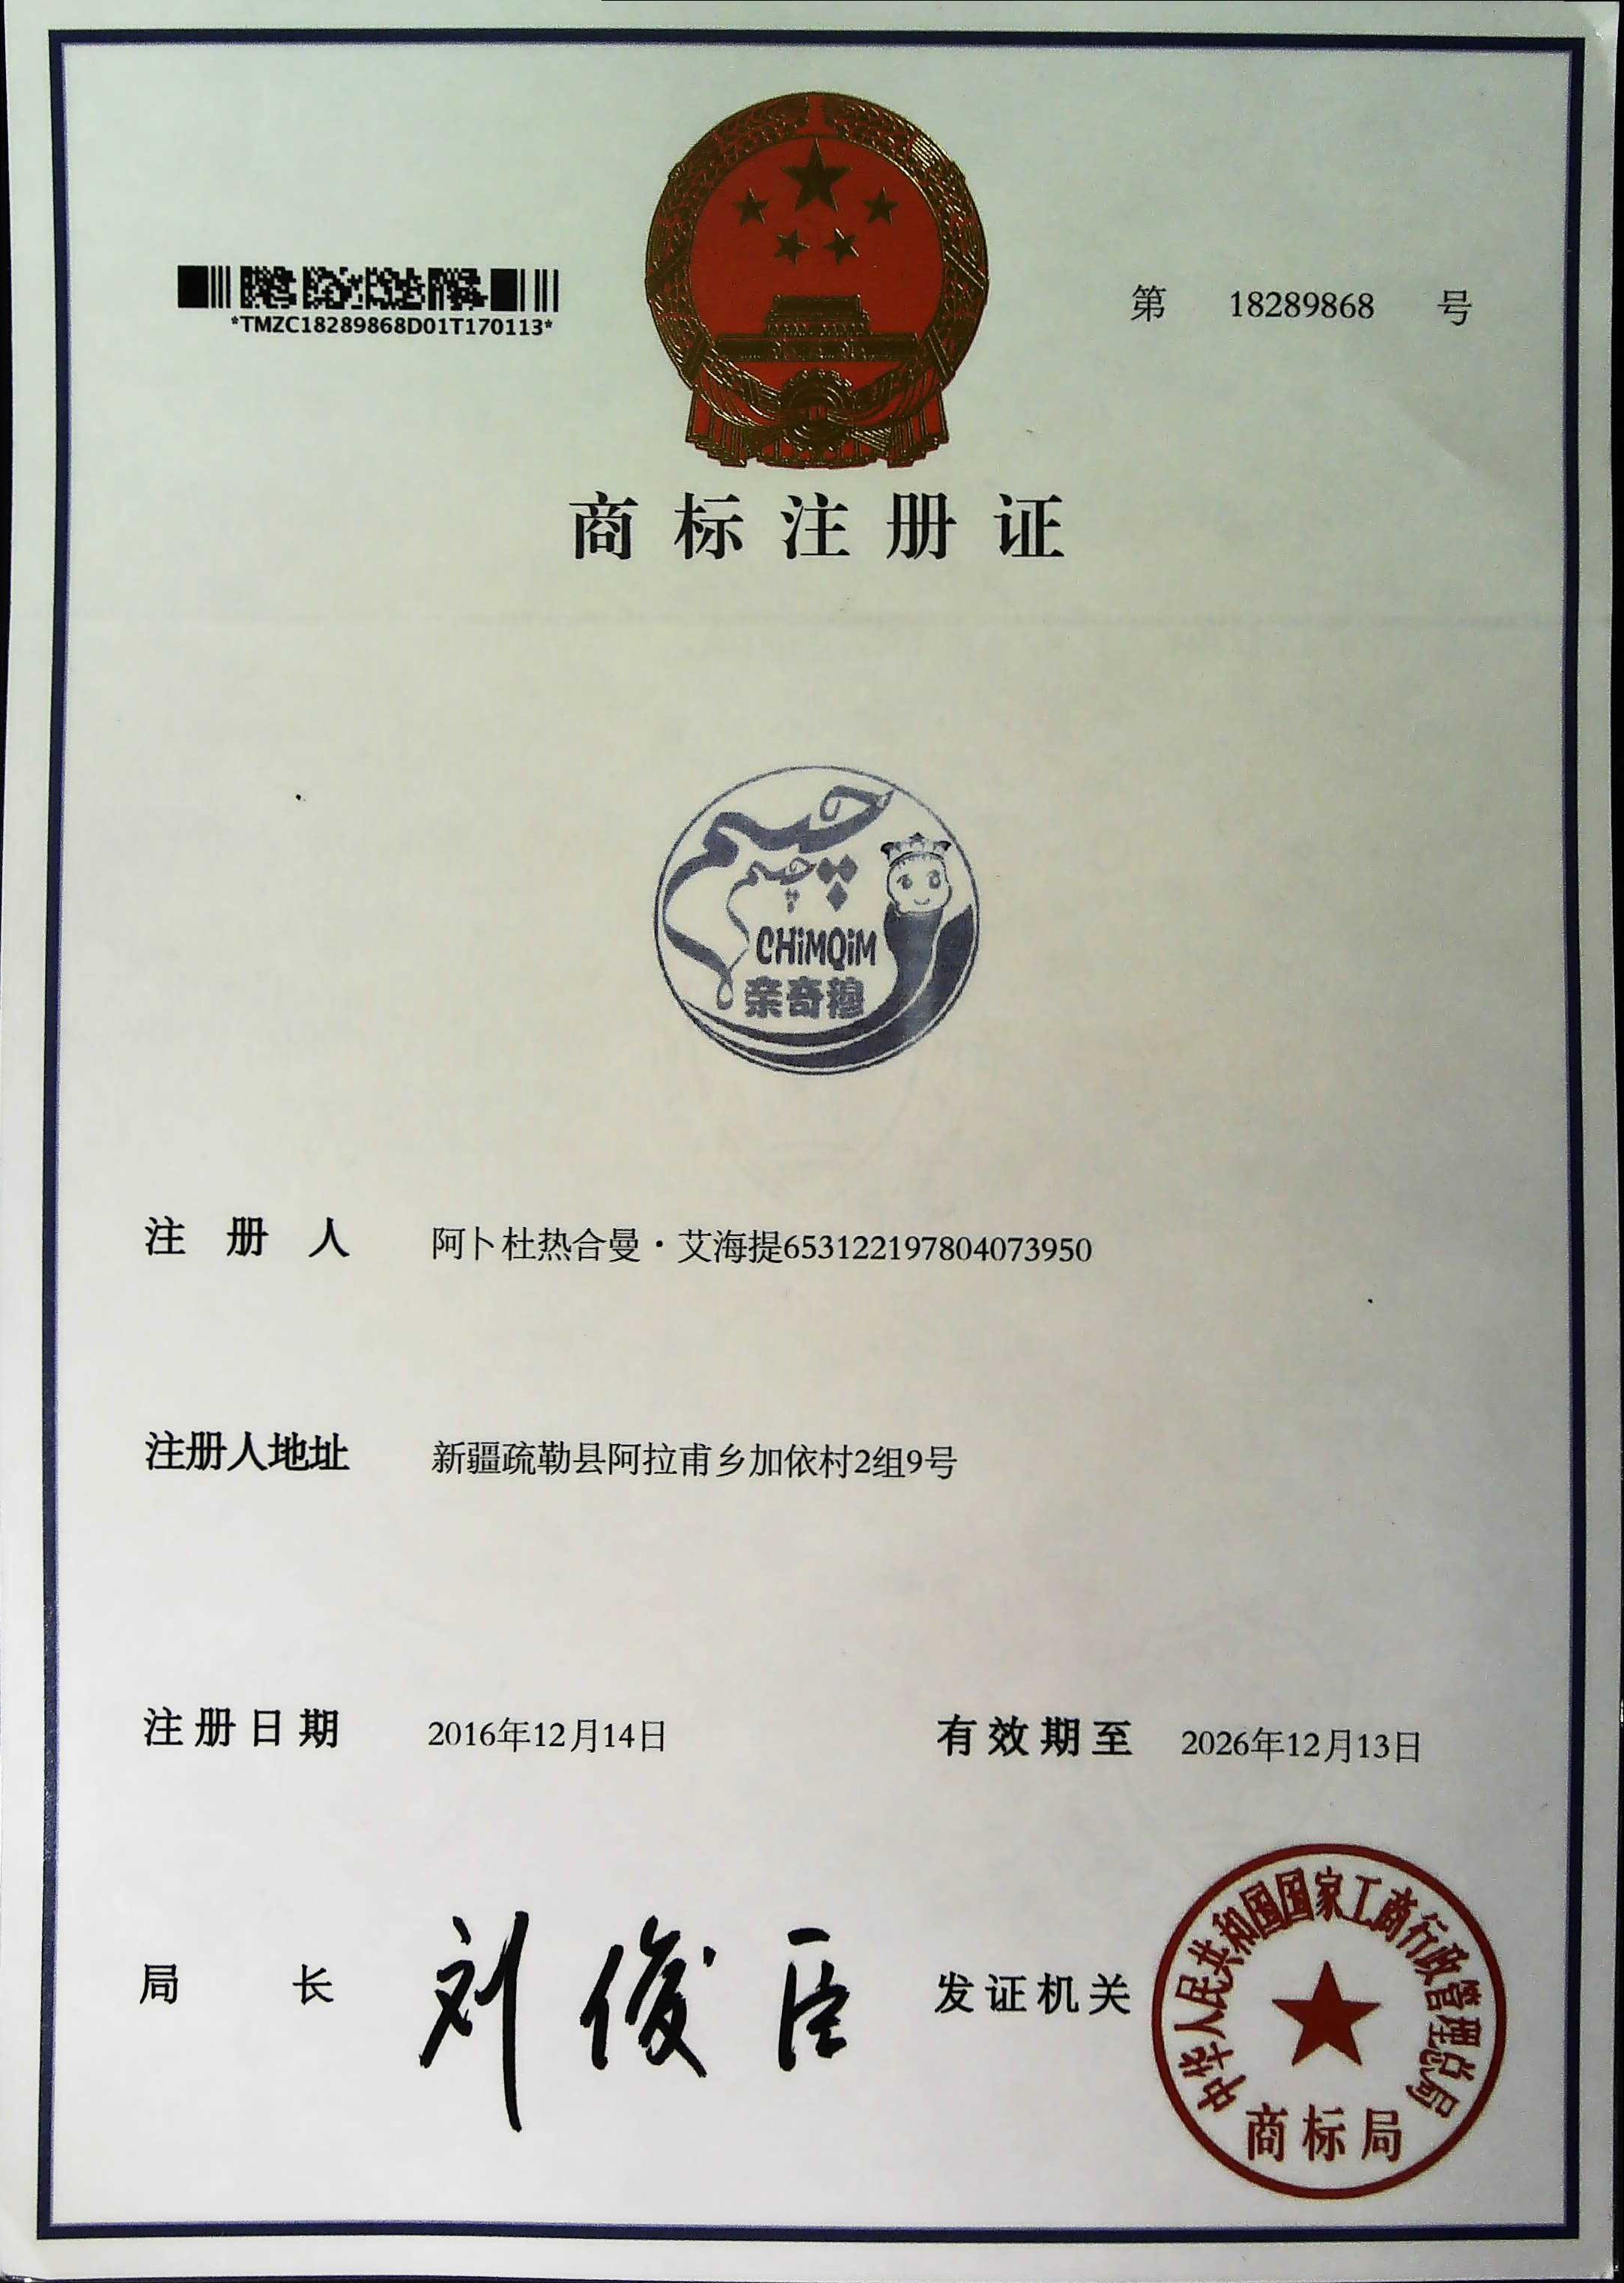 *TMZC18289868D01T170113*
第 18289868 号
商标注册证
چىم
چىم
CHiMQiM
亲奇穆
注册人 阿卜杜热合曼·艾海提653122197804073950
注册人地址 新疆疏勒县阿拉甫乡加依村2组9号
注册日期 2016年12月14日 有效期至 2026年12月13日
局长 刘俊臣 发证机关
中华人民共和国国家工商行政管理总局
商标局